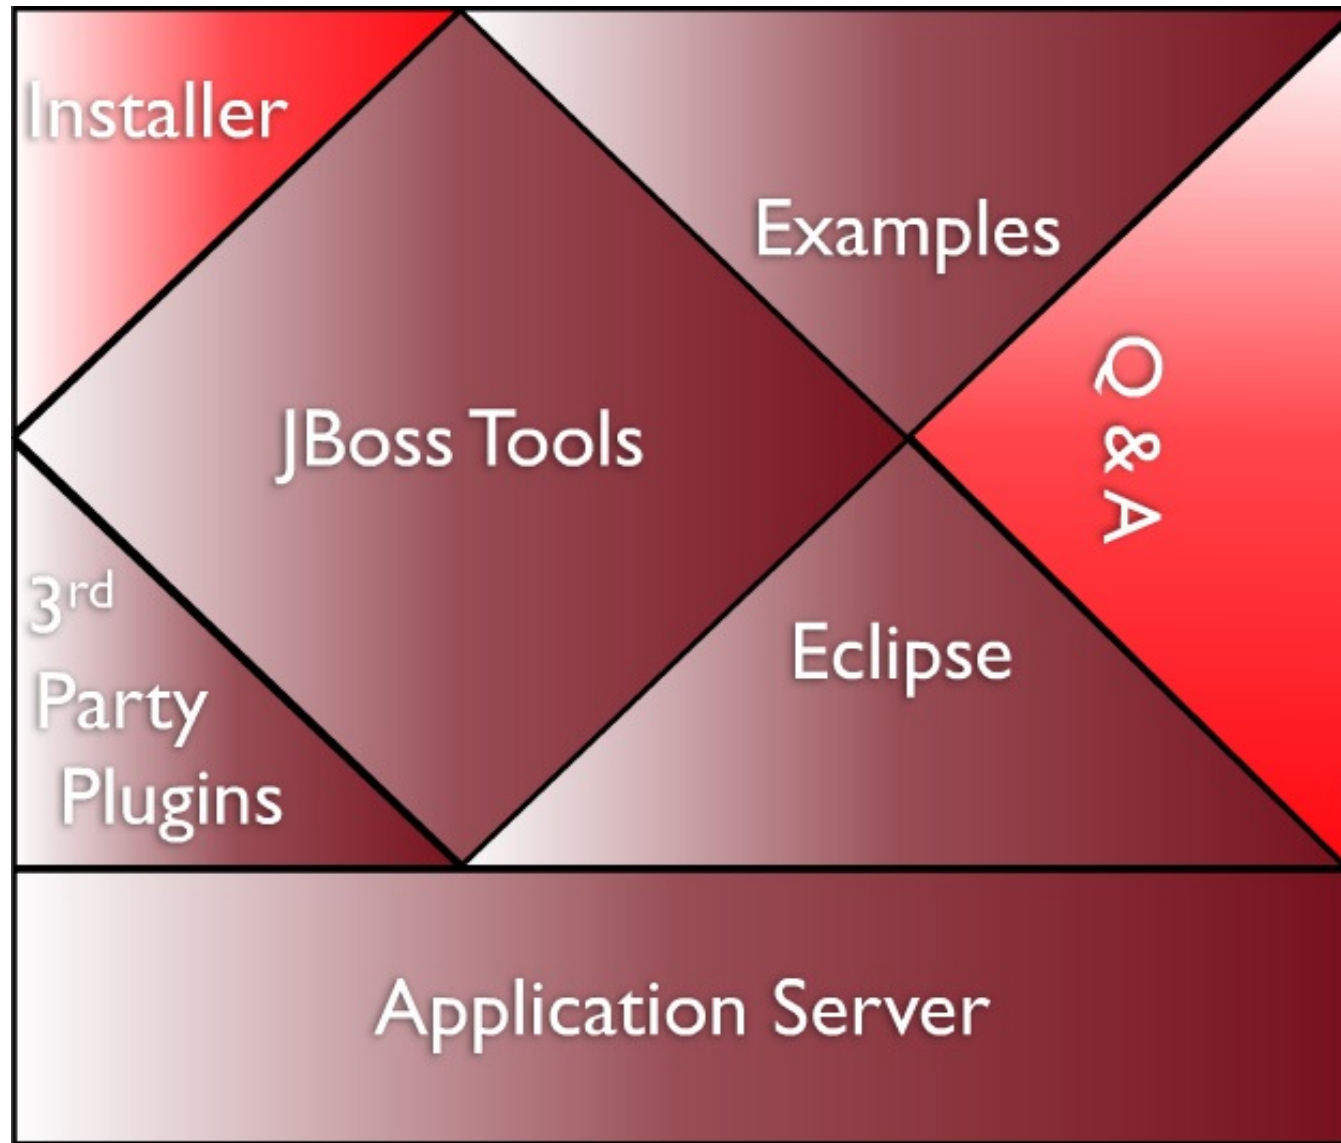 Installer
Examples
Q & A
JBoss Tools
3rd
Party
Plugins
Eclipse
Application Server